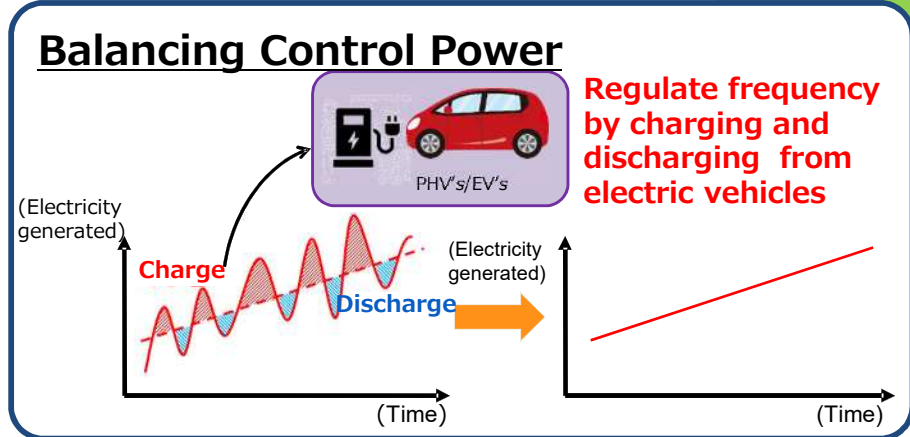 Balancing Control Power
PHV's/EV's
Regulate frequency
by charging and
discharging from
electric vehicles
(Electricity
generated)
Charge
Discharge
(Time)
(Electricity
generated)
(Time)